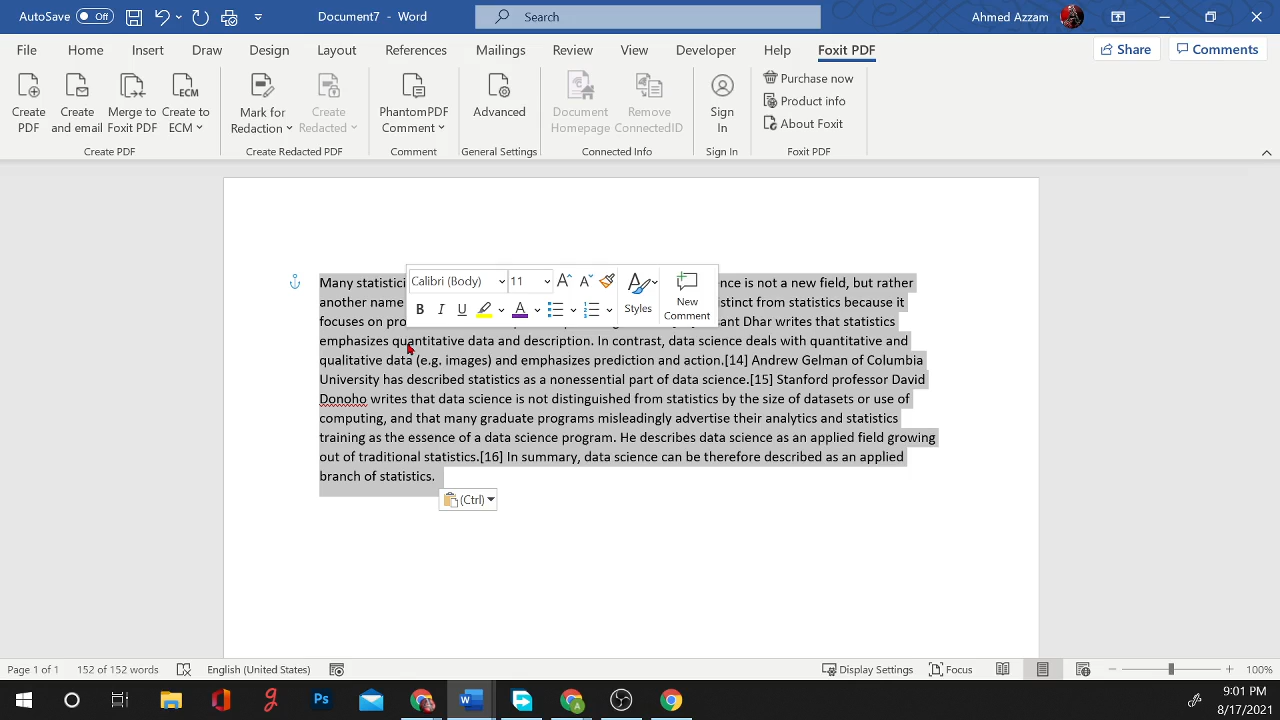 AutoSave Off Document7 - Word Search Ahmed Azzam
File Home Insert Draw Design Layout References Mailings Review View Developer Help Foxit PDF Share Comments
Create PDF Create and email Merge to Foxit PDF Create to ECM Mark for Redaction Create Redacted PhantomPDF Comment Advanced Document Homepage Remove ConnectedID Sign In Purchase now
Product info
About Foxit
Create PDF Create Redacted PDF Comment General Settings Connected Info Sign In Foxit PDF
Calibri (Body) 11
B I U A Styles New Comment
Many statistici nce is not a new field, but rather
another name stinct from statistics because it
focuses on pro ant Dhar writes that statistics
emphasizes quantitative data and description. In contrast, data science deals with quantitative and
qualitative data (e.g. images) and emphasizes prediction and action.[14] Andrew Gelman of Columbia
University has described statistics as a nonessential part of data science.[15] Stanford professor David
Donoho writes that data science is not distinguished from statistics by the size of datasets or use of
computing, and that many graduate programs misleadingly advertise their analytics and statistics
training as the essence of a data science program. He describes data science as an applied field growing
out of traditional statistics.[16] In summary, data science can be therefore described as an applied
branch of statistics.
(Ctrl)
Page 1 of 1 152 of 152 words English (United States) Display Settings Focus 100%
9:01 PM
8/17/2021